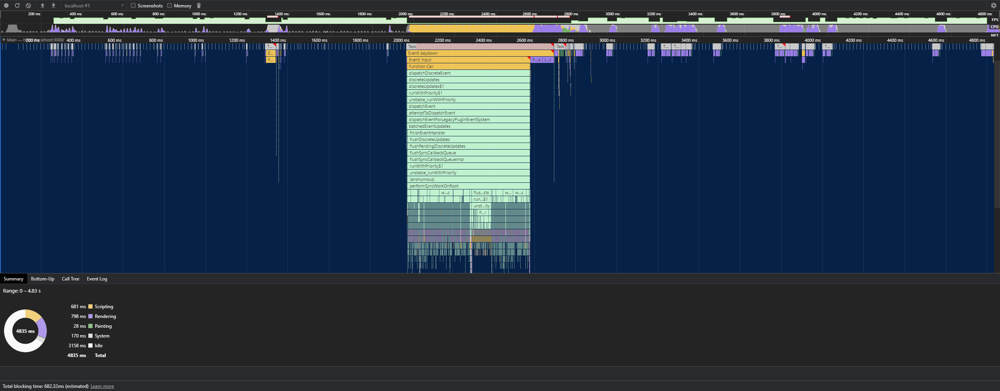 localhost #1 Screenshots Memory
200 ms 400 ms 600 ms 800 ms 1000 ms 1200 ms 1400 ms 1600 ms 1800 ms 2000 ms 2200 ms 2400 ms 2600 ms 2800 ms 3000 ms 3200 ms 3400 ms 3600 ms 3800 ms 4000 ms 4200 ms 4400 ms 4600 ms 4800 ms
FPS
CPU
NET
Main — localhost:3000/ 200 ms 400 ms 600 ms 800 ms 1000 ms 1200 ms 1400 ms 1600 ms 1800 ms 2000 ms 2200 ms 2400 ms 2600 ms 2800 ms 3000 ms 3200 ms 3400 ms 3600 ms 3800 ms 4000 ms 4200 ms 4400 ms 4600 ms 4800 ms
T... Task Task T... T... T... T...
E... Event: keydown
F... Event: input R...e L...t
Function Call
dispatchDiscreteEvent
discreteUpdates
discreteUpdates$1
runWithPriority$1
unstable_runWithPriority
dispatchEvent
attemptToDispatchEvent
dispatchEventForLegacyPluginEventSystem
batchedEventUpdates
finishEventHandler
flushDiscreteUpdates
flushPendingDiscreteUpdates
flushSyncCallbackQueue
flushSyncCallbackQueueImpl
runWithPriority$1
unstable_runWithPriority
(anonymous)
performSyncWorkOnRoot
w...c flus...cts w... w...c
run...$1
unst...ity
fl...l
Summary Bottom-Up Call Tree Event Log
Range: 0 – 4.83 s
681 ms Scripting
798 ms Rendering
28 ms Painting
4835 ms
170 ms System
3158 ms Idle
4835 ms Total
Total blocking time: 682.32ms (estimated) Learn more